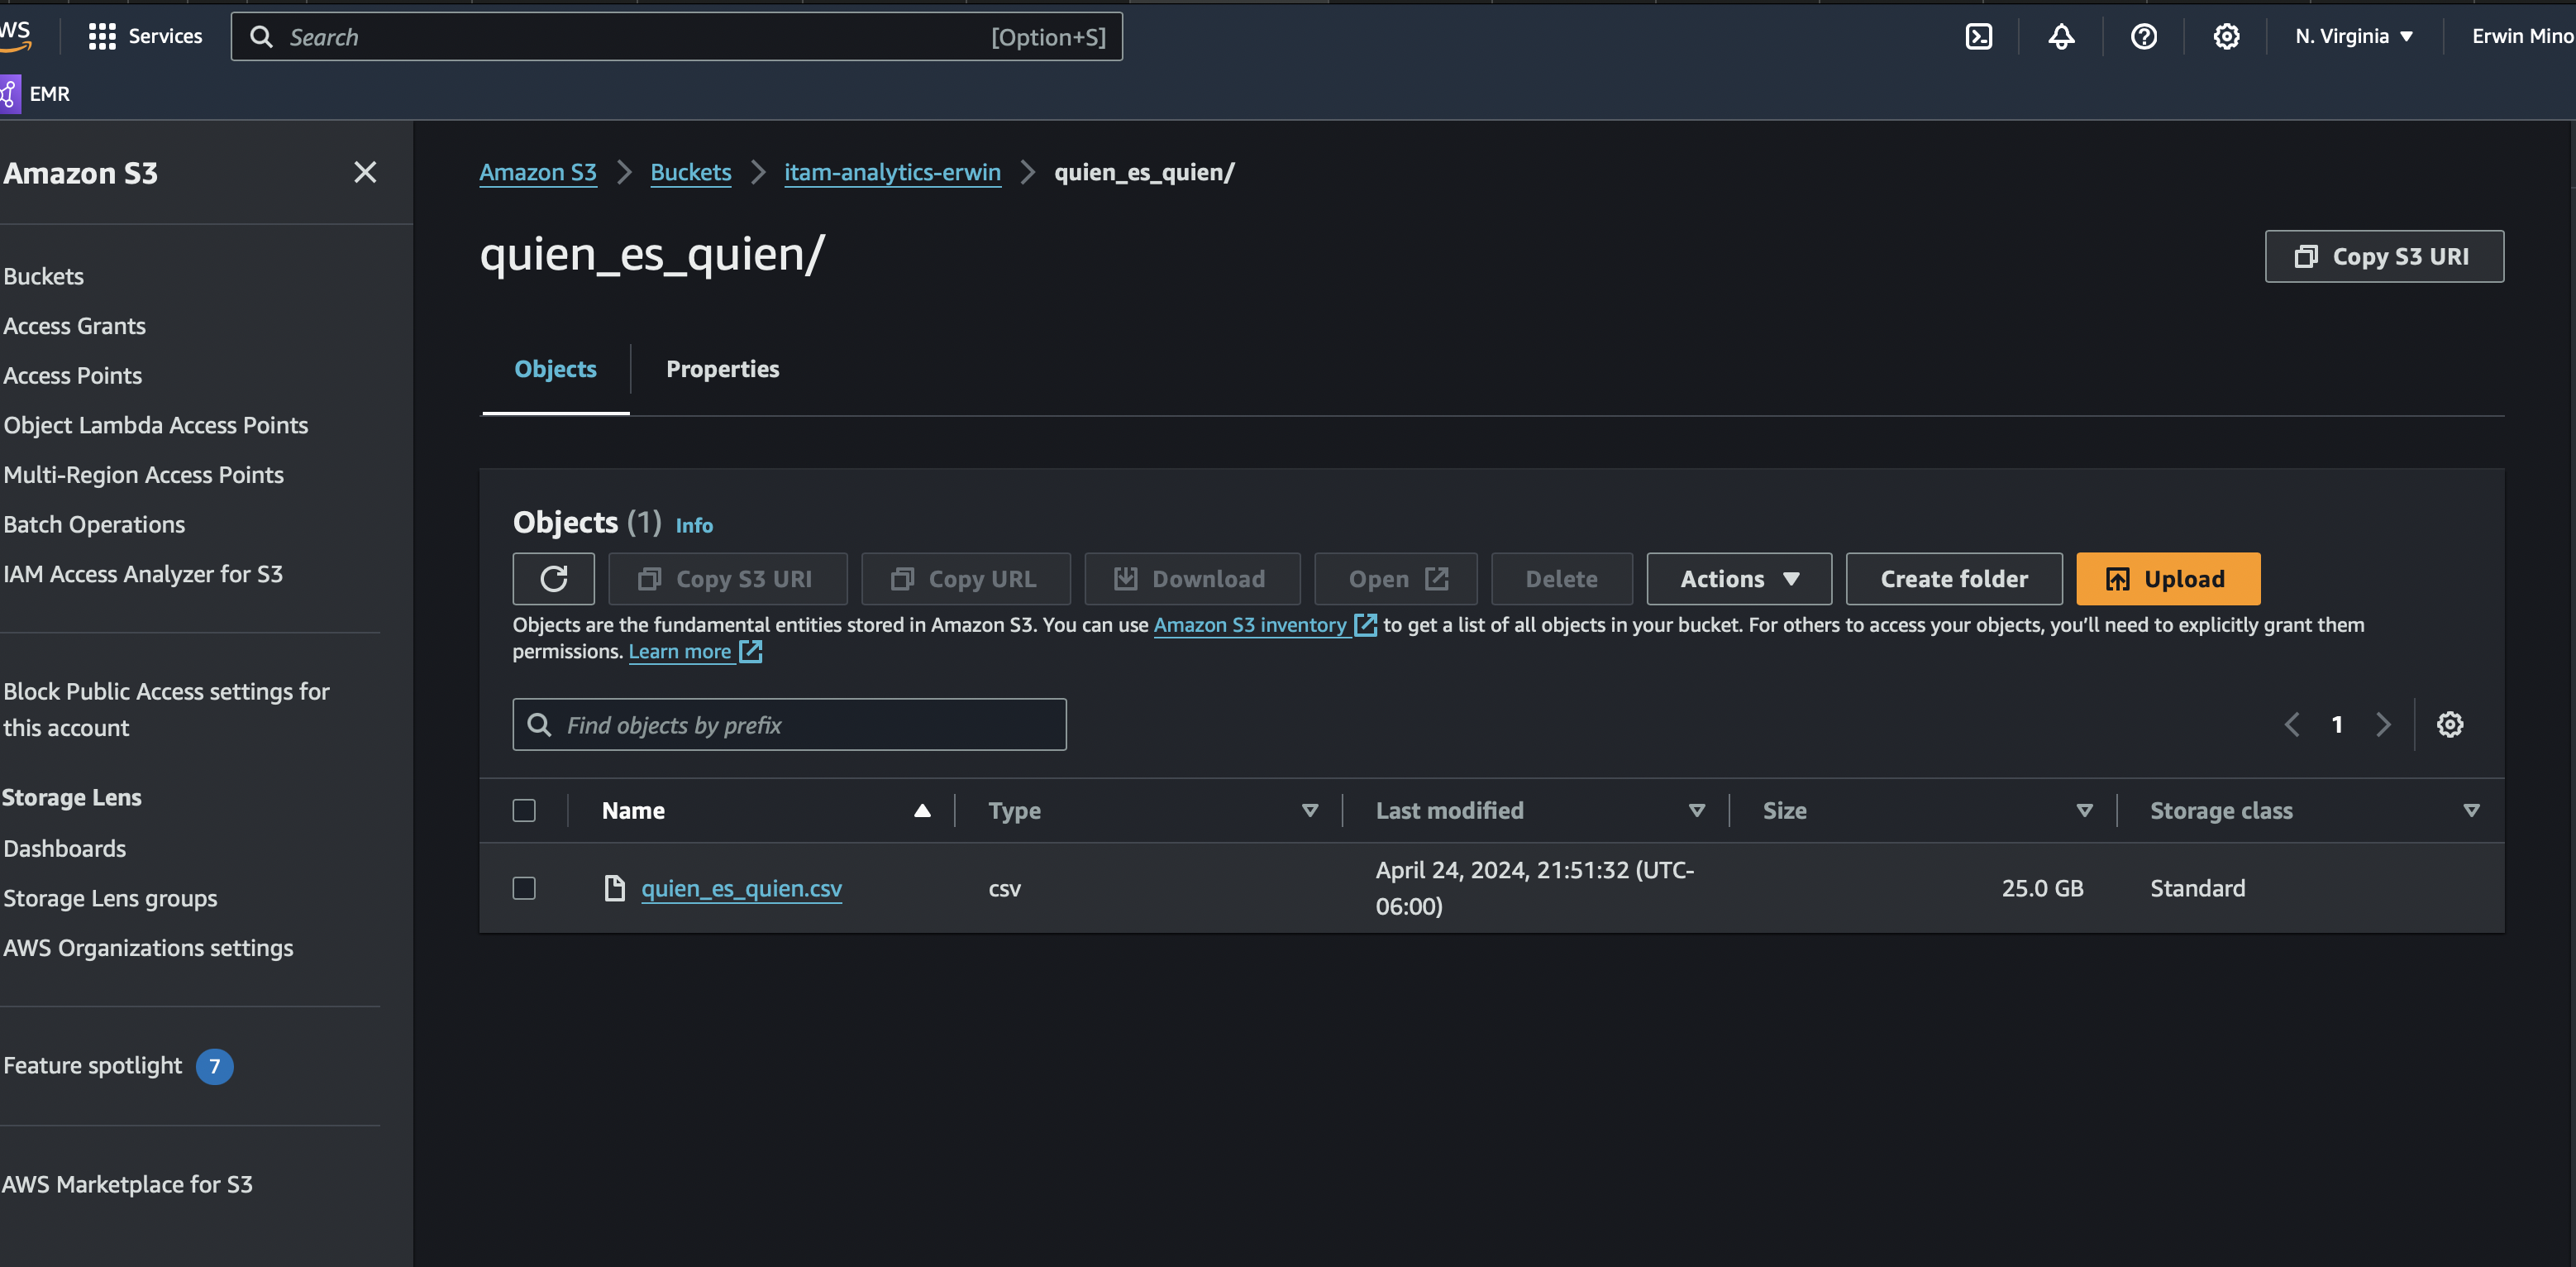 Services
Search
[Option+S]
N. Virginia
Erwin Mino
EMR
Amazon S3
Buckets
Access Grants
Access Points
Object Lambda Access Points
Multi-Region Access Points
Batch Operations
IAM Access Analyzer for S3
Block Public Access settings for
this account
Storage Lens
Dashboards
Storage Lens groups
AWS Organizations settings
Feature spotlight 7
AWS Marketplace for S3
Amazon S3 > Buckets > itam-analytics-erwin > quien_es_quien/
quien_es_quien/
Copy S3 URI
Objects
Properties
Objects (1) Info
Copy S3 URI
Copy URL
Download
Open
Delete
Actions
Create folder
Upload
Objects are the fundamental entities stored in Amazon S3. You can use Amazon S3 inventory to get a list of all objects in your bucket. For others to access your objects, you’ll need to explicitly grant them
permissions. Learn more
Find objects by prefix
1
Name
Type
Last modified
Size
Storage class
quien_es_quien.csv
csv
April 24, 2024, 21:51:32 (UTC-
06:00)
25.0 GB
Standard